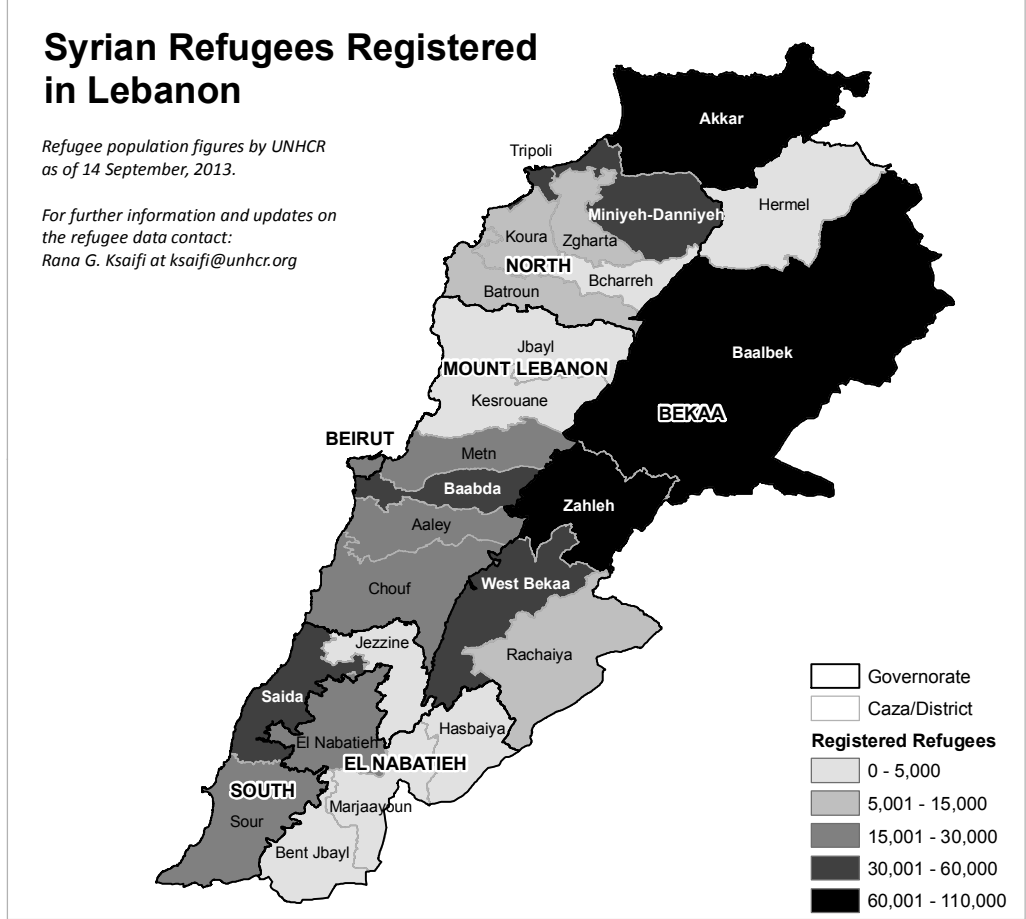 Syrian Refugees Registered
in Lebanon
Refugee population figures by UNHCR
as of 14 September, 2013.
For further information and updates on
the refugee data contact:
Rana G. Ksaifi at ksaifi@unhcr.org
Akkar
Tripoli
Hermel
Miniyeh-Danniyeh
Koura
Zgharta
NORTH
Bcharreh
Batroun
Jbayl
Baalbek
MOUNT LEBANON
Kesrouane
BEKAA
BEIRUT
Metn
Baabda
Zahleh
Aaley
West Bekaa
Chouf
Jezzine
Rachaiya
Saida
Hasbaiya
El Nabatieh
EL NABATIEH
SOUTH
Marjaayoun
Sour
Bent Jbayl
Governorate
Caza/District
Registered Refugees
0 - 5,000
5,001 - 15,000
15,001 - 30,000
30,001 - 60,000
60,001 - 110,000